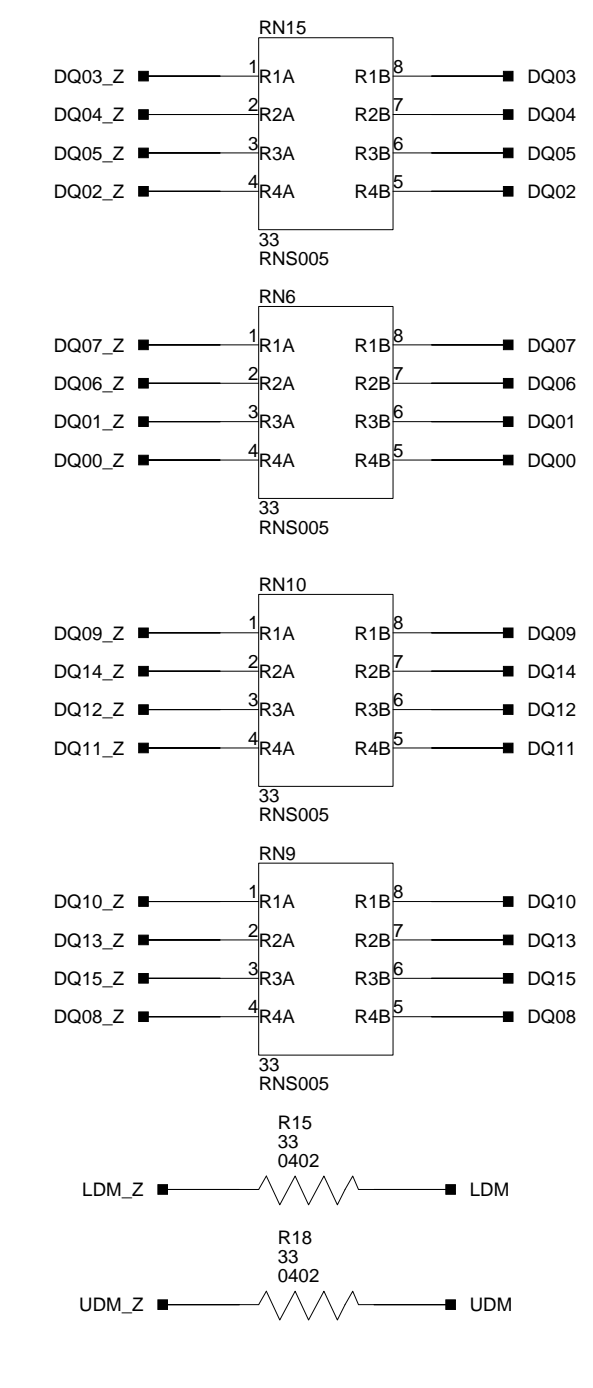 RN15
DQ03_Z 1 R1A R1B 8 DQ03
DQ04_Z 2 R2A R2B 7 DQ04
DQ05_Z 3 R3A R3B 6 DQ05
DQ02_Z 4 R4A R4B 5 DQ02
33
RNS005
RN6
DQ07_Z 1 R1A R1B 8 DQ07
DQ06_Z 2 R2A R2B 7 DQ06
DQ01_Z 3 R3A R3B 6 DQ01
DQ00_Z 4 R4A R4B 5 DQ00
33
RNS005
RN10
DQ09_Z 1 R1A R1B 8 DQ09
DQ14_Z 2 R2A R2B 7 DQ14
DQ12_Z 3 R3A R3B 6 DQ12
DQ11_Z 4 R4A R4B 5 DQ11
33
RNS005
RN9
DQ10_Z 1 R1A R1B 8 DQ10
DQ13_Z 2 R2A R2B 7 DQ13
DQ15_Z 3 R3A R3B 6 DQ15
DQ08_Z 4 R4A R4B 5 DQ08
33
RNS005
R15
33
0402
LDM_Z LDM
R18
33
0402
UDM_Z UDM